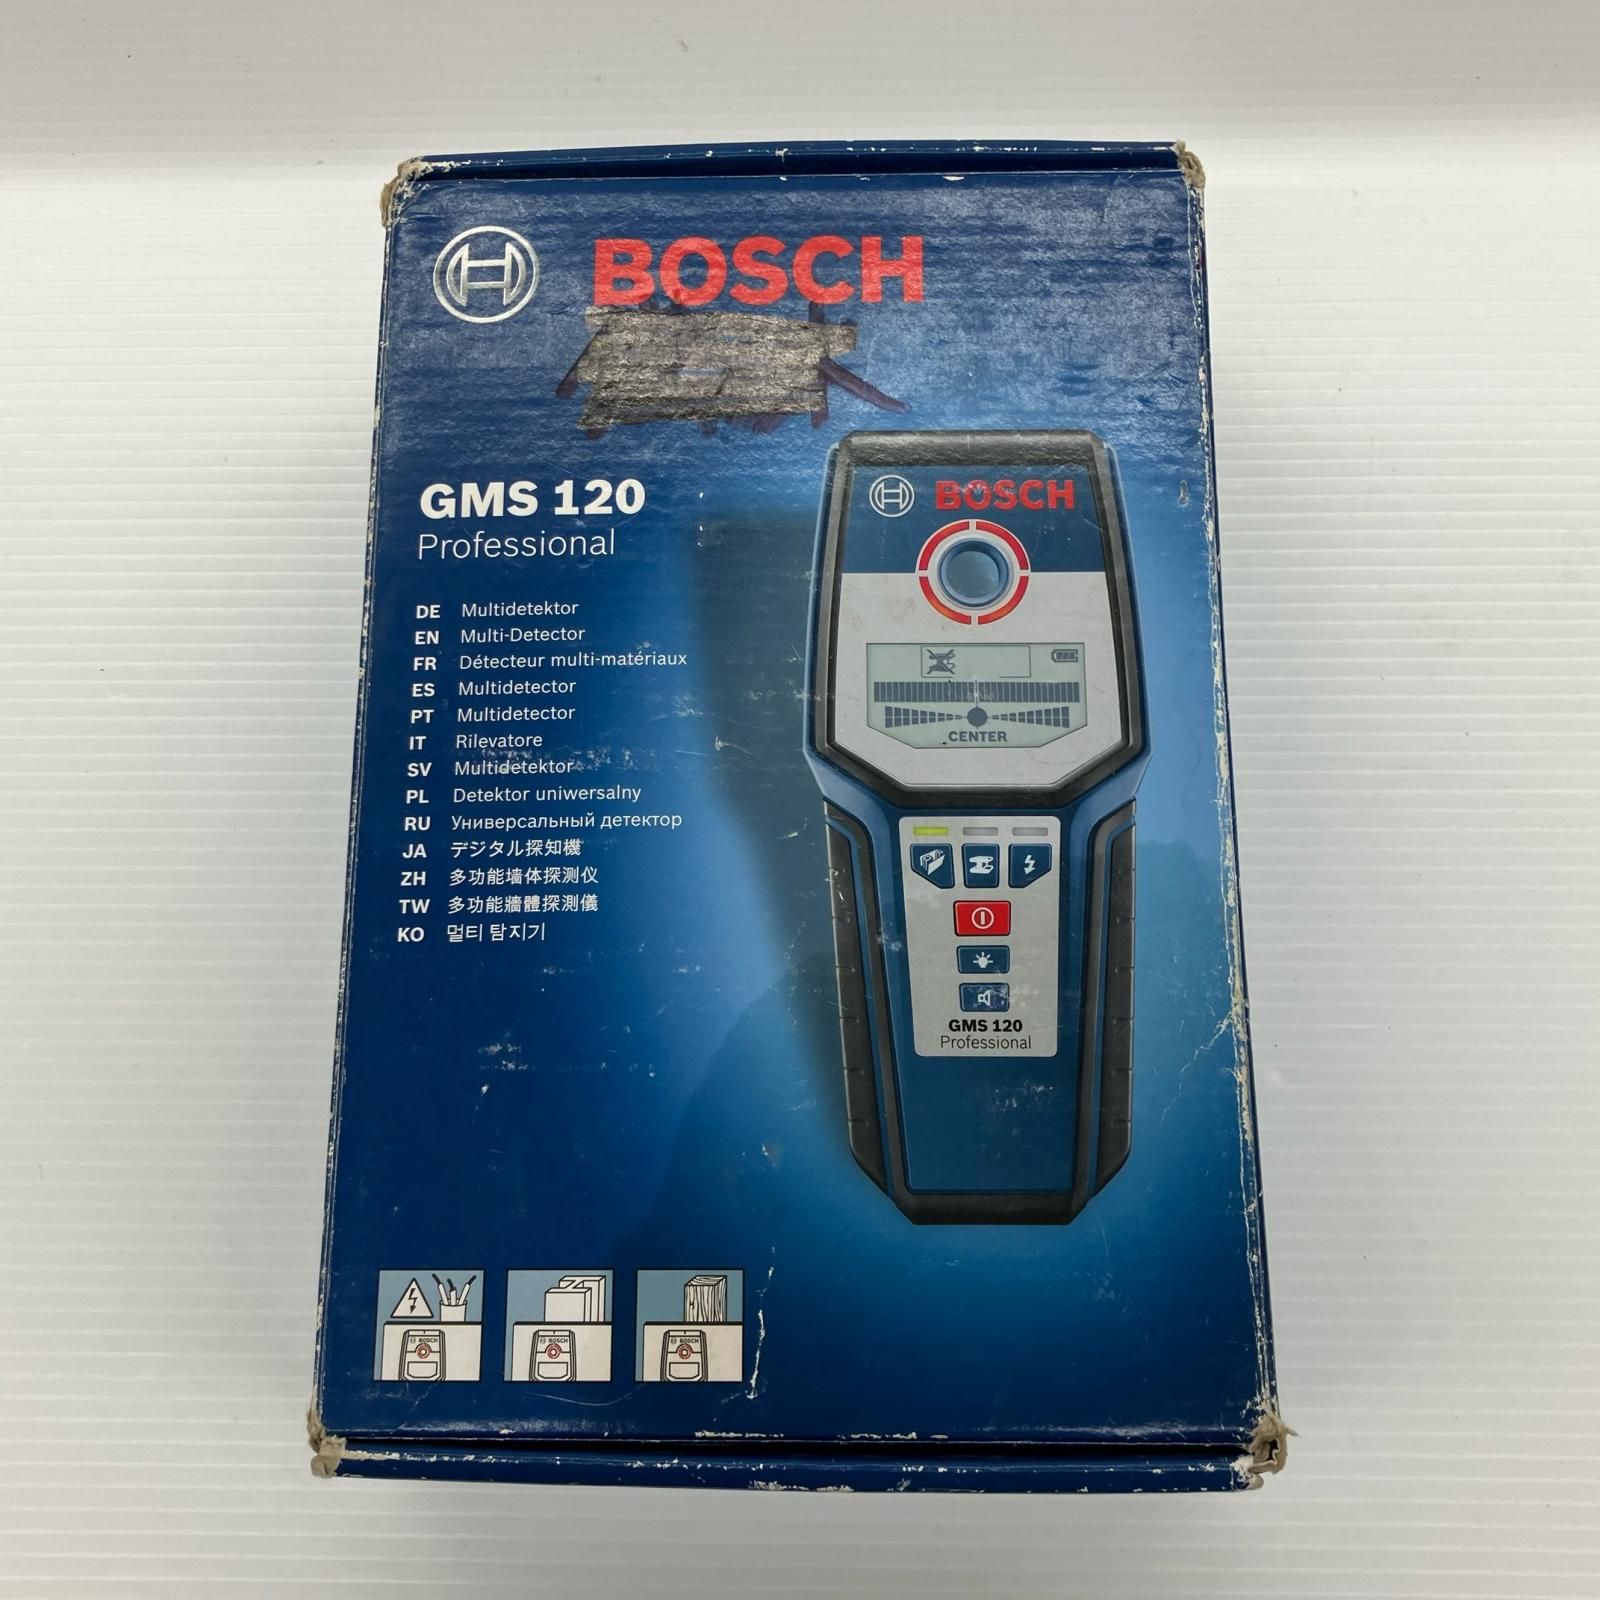 BOSCH
GMS 120
Professional
DE Multidetektor
EN Multi-Detector
FR Détecteur multi-matériaux
ES Multidetector
PT Multidetector
IT Rilevatore
SV Multidetektor
PL Detektor uniwersalny
RU Универсальный детектор
JA デジタル探知機
ZH 多功能墙体探测仪
TW 多功能牆體探測儀
KO 멀티 탐지기
BOSCH
CENTER
GMS 120
Professional
BOSCH
BOSCH
BOSCH